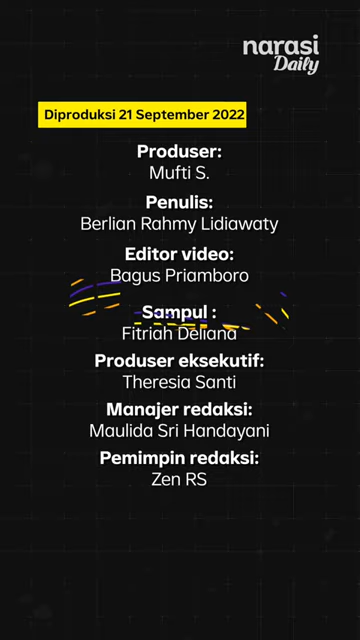 narasi
Daily
Diproduksi 21 September 2022
Produser:
Mufti S.
Penulis:
Berlian Rahmy Lidiawaty
Editor video:
Bagus Priamboro
Sampul :
Fitriah Deliana
Produser eksekutif:
Theresia Santi
Manajer redaksi:
Maulida Sri Handayani
Pemimpin redaksi:
Zen RS